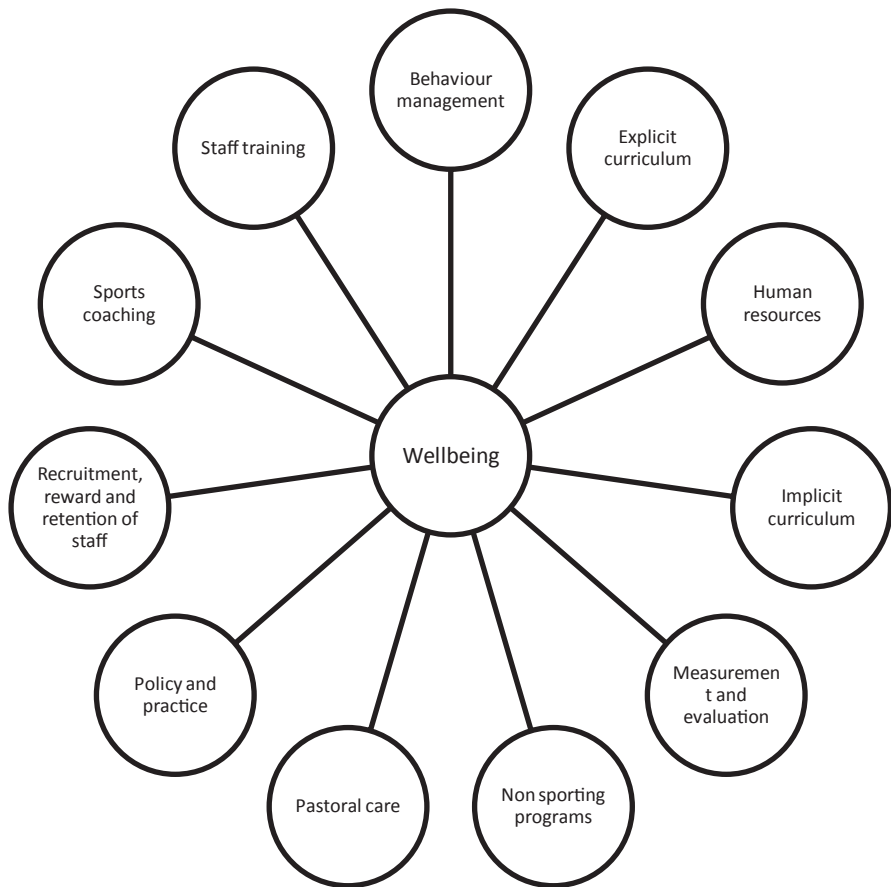 Behaviour
management
Explicit
curriculum
Human
resources
Implicit
curriculum
Measuremen
t and
evaluation
Non sporting
programs
Pastoral care
Policy and
practice
Recruitment,
reward and
retention of
staff
Sports
coaching
Staff training
Wellbeing